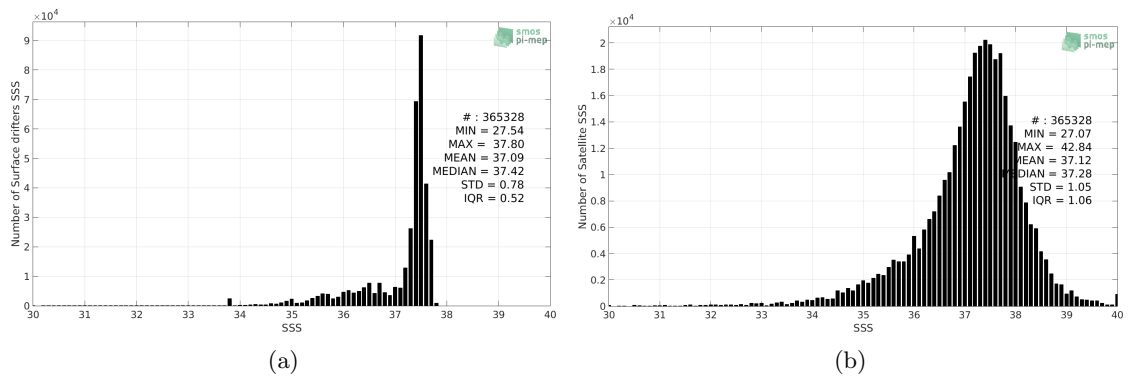 ×10⁴
9
8
7
6
5
4
3
2
1
0
Number of Surface drifters SSS
smos
pi-mep
# : 365328
MIN = 27.54
MAX = 37.80
MEAN = 37.09
MEDIAN = 37.42
STD = 0.78
IQR = 0.52
30 31 32 33 34 35 36 37 38 39 40
SSS
(a)
×10⁴
2
1.8
1.6
1.4
1.2
1
0.8
0.6
0.4
0.2
0
Number of Satellite SSS
smos
pi-mep
# : 365328
MIN = 27.07
MAX = 42.84
MEAN = 37.12
MEDIAN = 37.28
STD = 1.05
IQR = 1.06
30 31 32 33 34 35 36 37 38 39 40
SSS
(b)